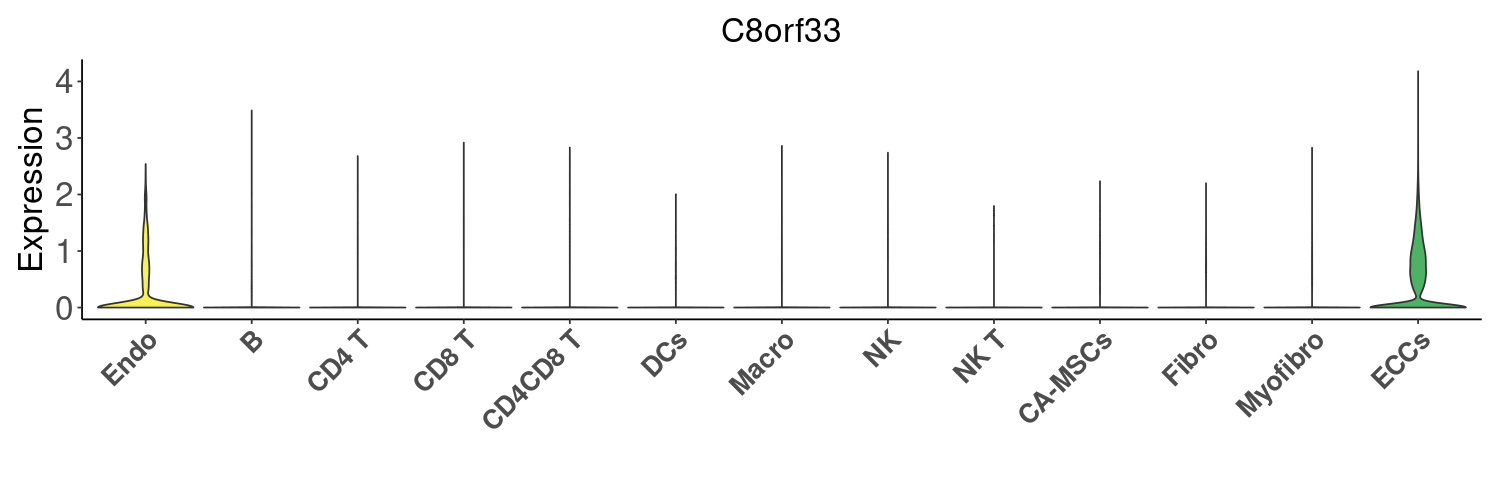 C8orf33
Expression
4
3
2
1
0
Endo
B
CD4 T
CD8 T
CD4CD8 T
DCs
Macro
NK
NK T
CA-MSCs
Fibro
Myofibro
ECCs